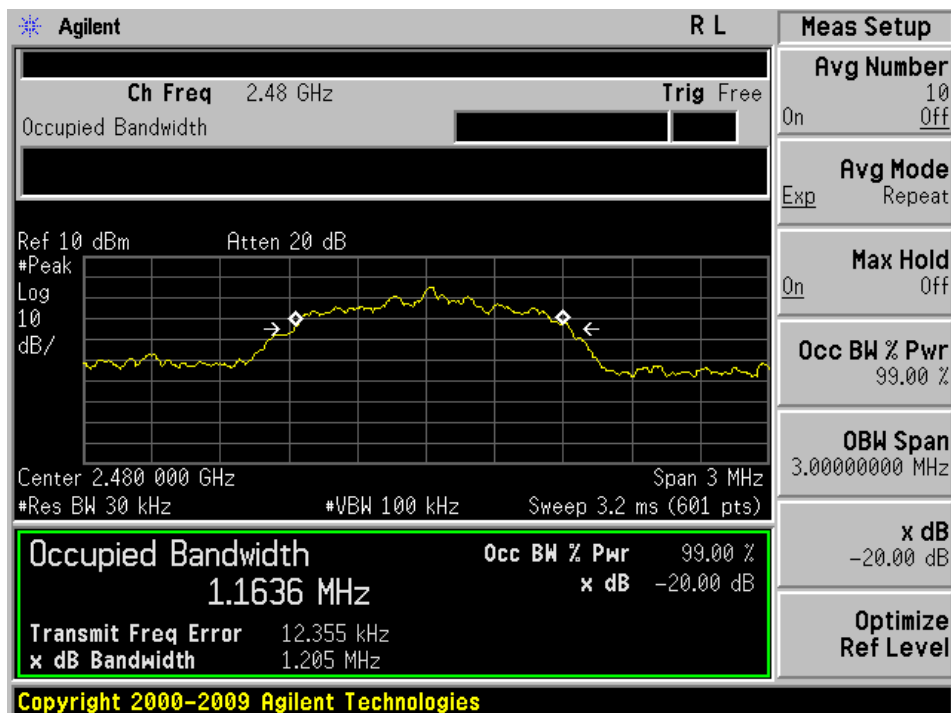 Agilent R L
Ch Freq 2.48 GHz Trig Free
Occupied Bandwidth
Ref 10 dBm Atten 20 dB
#Peak
Log
10
dB/
Center 2.480 000 GHz Span 3 MHz
#Res BW 30 kHz #VBW 100 kHz Sweep 3.2 ms (601 pts)
Occupied Bandwidth Occ BW % Pwr 99.00 %
1.1636 MHz x dB -20.00 dB
Transmit Freq Error 12.355 kHz
x dB Bandwidth 1.205 MHz
Copyright 2000-2009 Agilent Technologies
Meas Setup
Avg Number
10
On Off
Avg Mode
Exp Repeat
Max Hold
On Off
Occ BW % Pwr
99.00 %
OBW Span
3.00000000 MHz
x dB
-20.00 dB
Optimize
Ref Level